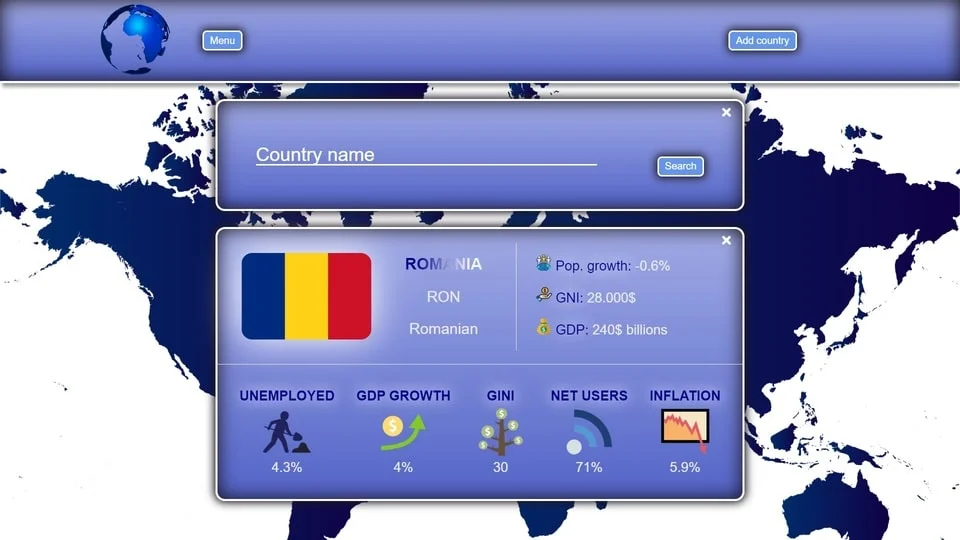 Menu
Add country
×
Country name
Search
×
ROMANIA
RON
Romanian
Pop. growth: -0.6%
GNI: 28.000$
GDP: 240$ billions
UNEMPLOYED GDP GROWTH GINI NET USERS INFLATION
4.3% 4% 30 71% 5.9%